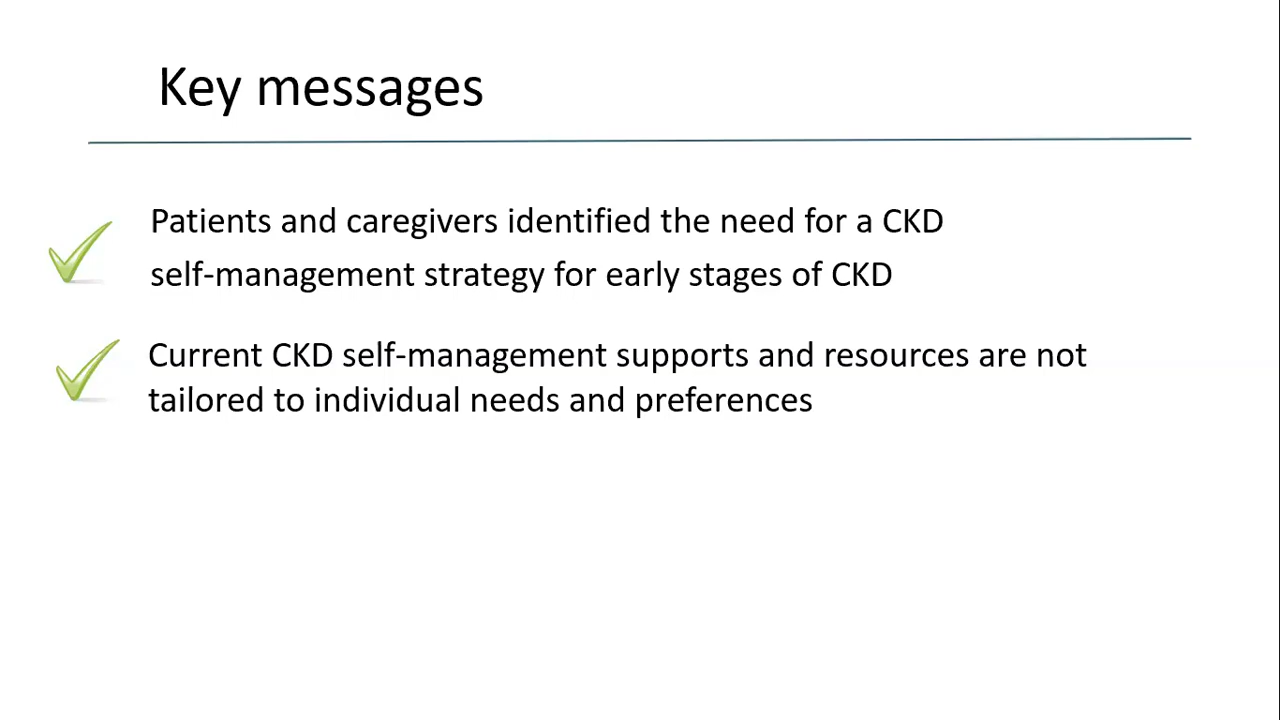 Key messages
Patients and caregivers identified the need for a CKD
self-management strategy for early stages of CKD
Current CKD self-management supports and resources are not
tailored to individual needs and preferences